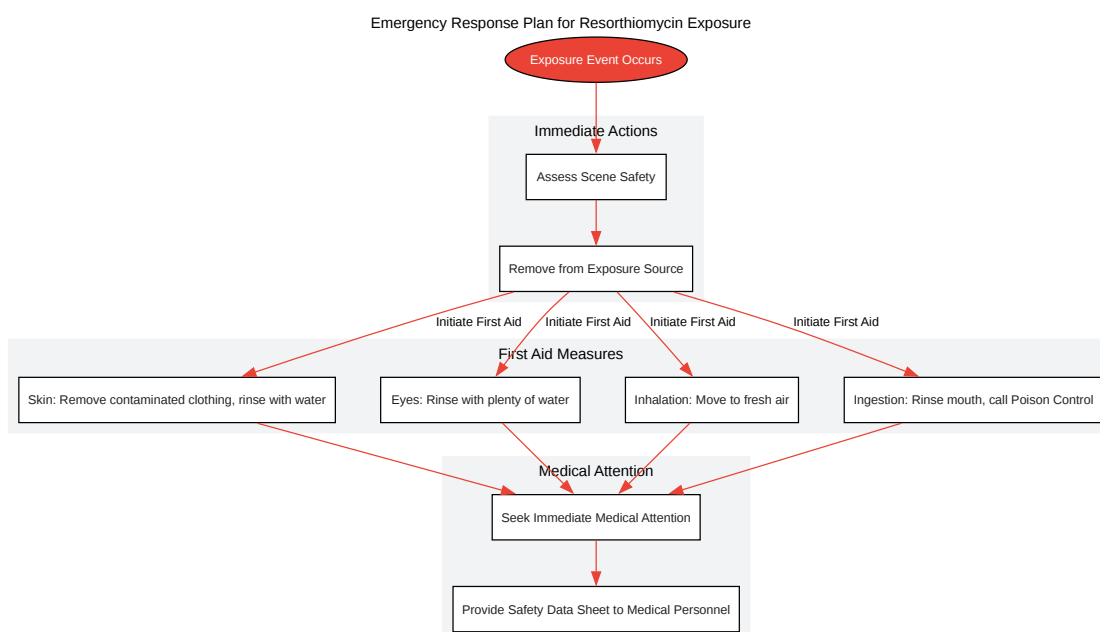 Emergency Response Plan for Resorthiomycin Exposure
Exposure Event Occurs
Immediate Actions
Assess Scene Safety
Remove from Exposure Source
Initiate First Aid
Initiate First Aid
Initiate First Aid
Initiate First Aid
First Aid Measures
Skin: Remove contaminated clothing, rinse with water
Eyes: Rinse with plenty of water
Inhalation: Move to fresh air
Ingestion: Rinse mouth, call Poison Control
Medical Attention
Seek Immediate Medical Attention
Provide Safety Data Sheet to Medical Personnel